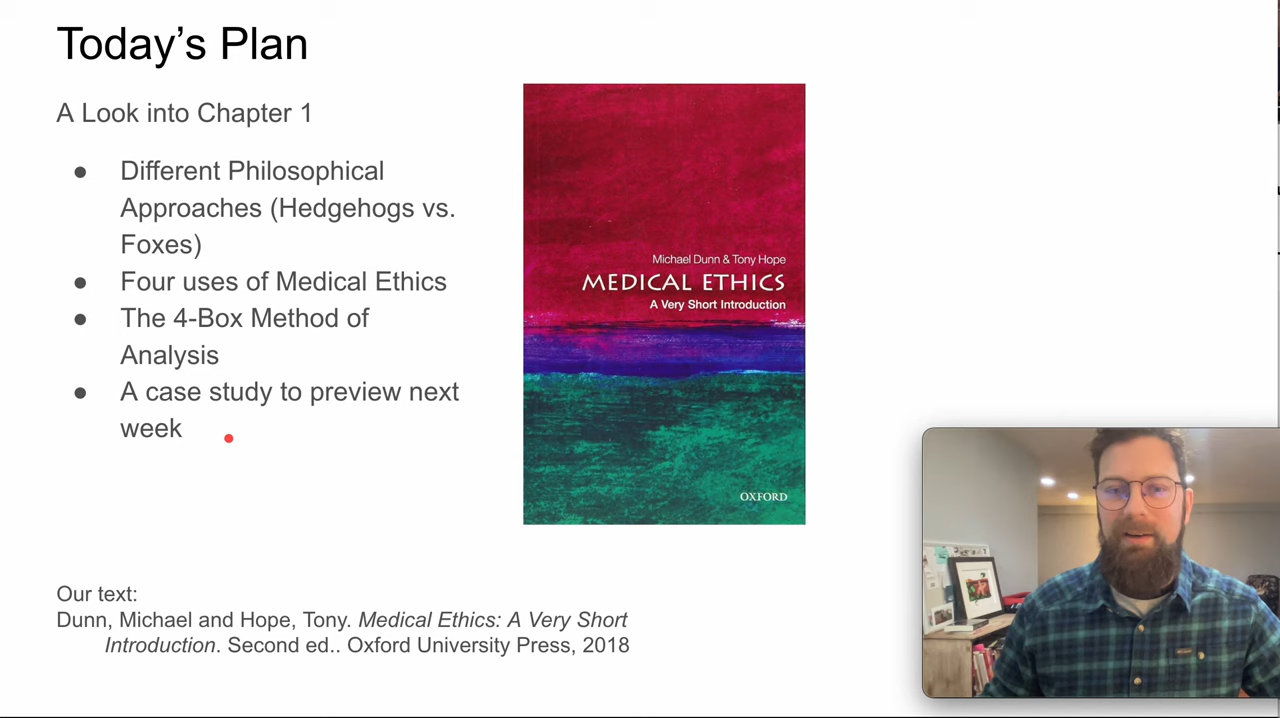 Today's Plan
A Look into Chapter 1
● Different Philosophical
Approaches (Hedgehogs vs.
Foxes)
● Four uses of Medical Ethics
● The 4-Box Method of
Analysis
● A case study to preview next
week
Michael Dunn & Tony Hope
MEDICAL ETHICS
A Very Short Introduction
OXFORD
Our text:
Dunn, Michael and Hope, Tony. Medical Ethics: A Very Short
Introduction. Second ed.. Oxford University Press, 2018